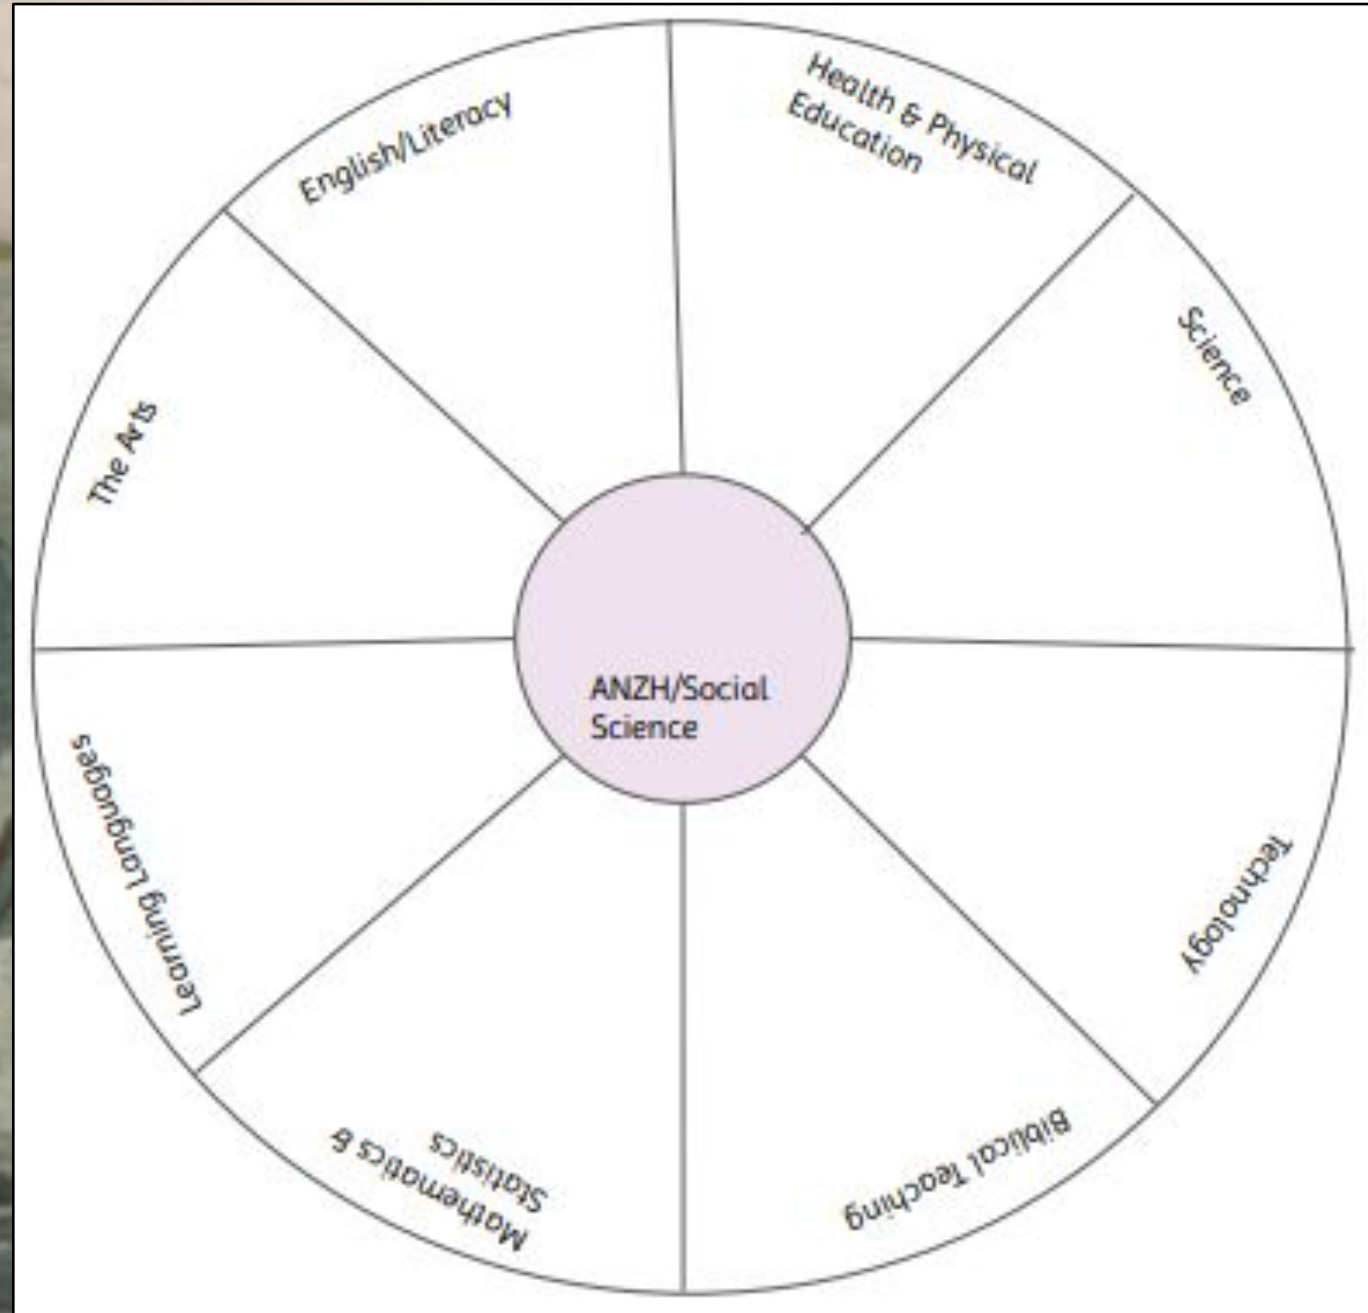 Health & Physical
Education
Science
Technology
Biblical Teaching
Mathematics &
Statistics
Learning Languages
The Arts
English/Literacy
ANZH/Social
Science